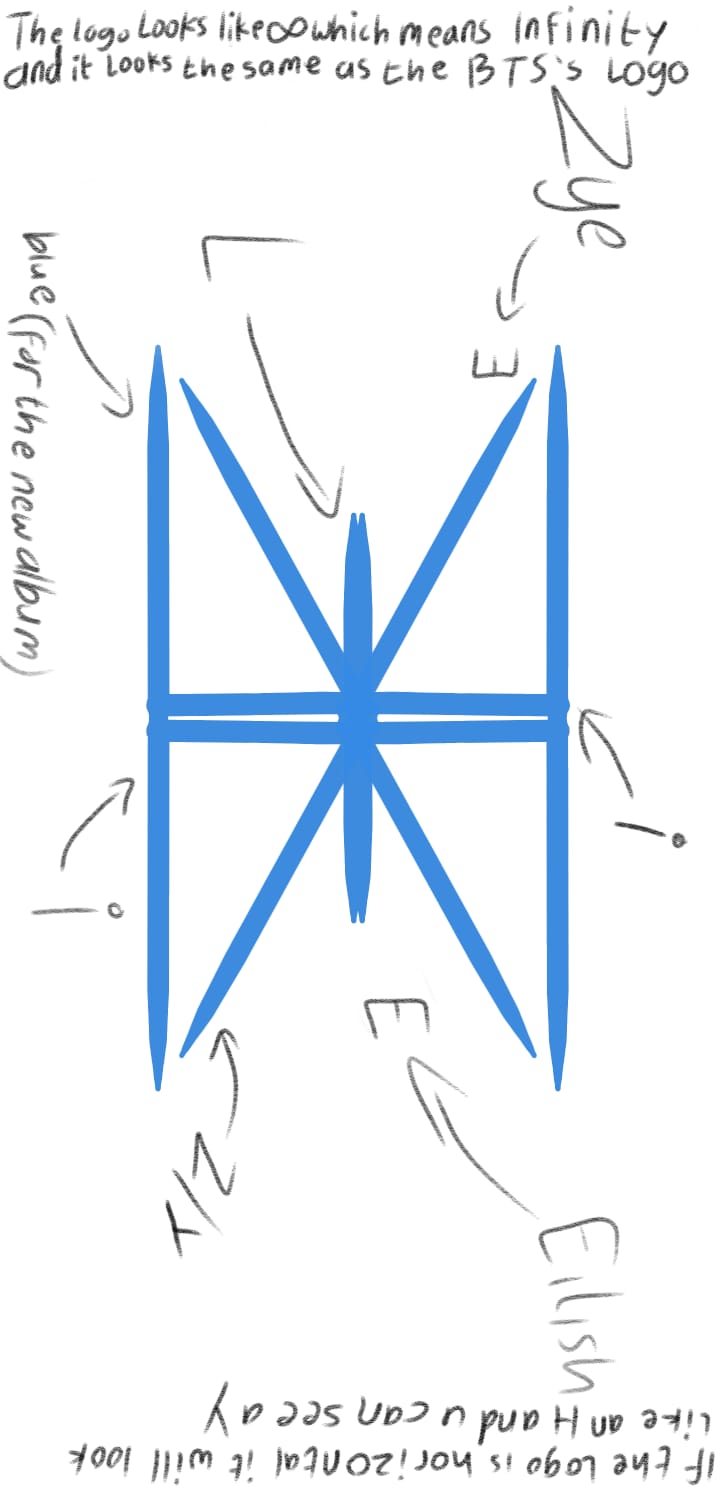 The logo Looks like ∞ which means Infinity
and it Looks the same as the BTS's Logo
Zye
L
E
blue (for the new album)
i
i
E
Z/Y
Eilish
If the logo is horizontal it will look
like an H and u can see a y